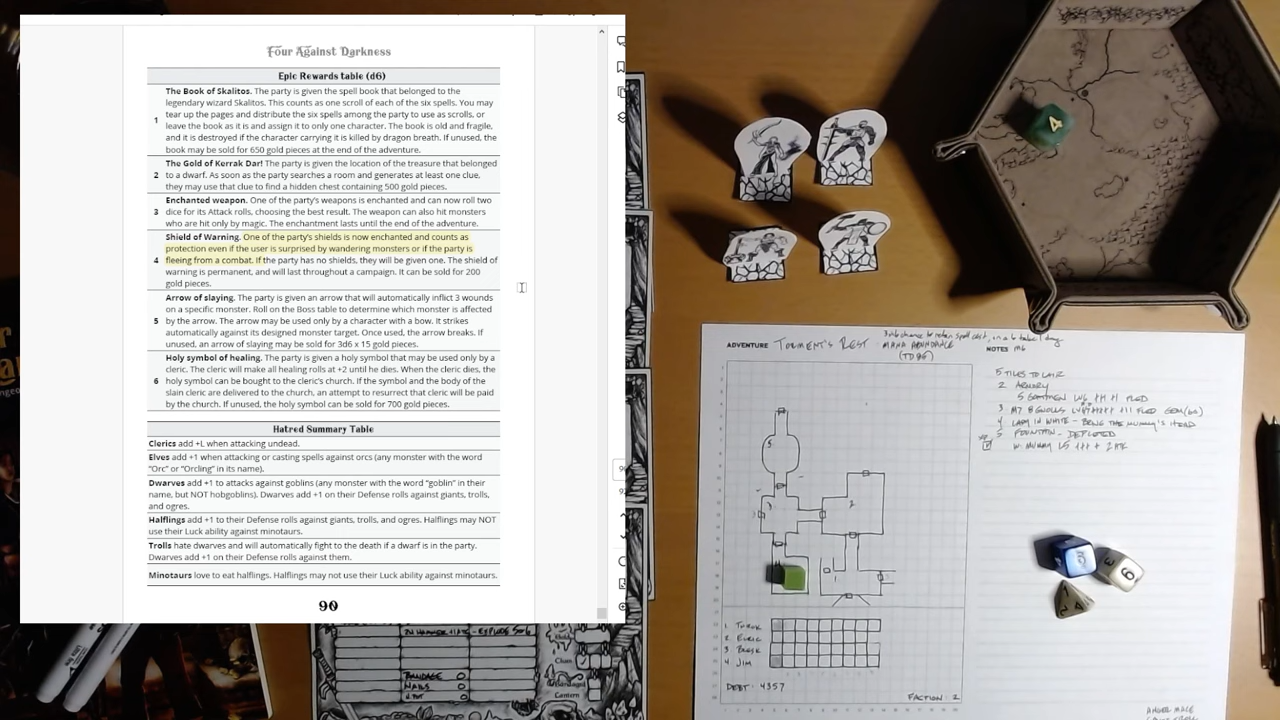 Four Against Darkness
Epic Rewards table (d6)
The Book of Skalitos. The party is given the spell book that belonged to the
legendary wizard Skalitos. This counts as one scroll of each of the six spells. You may
tear up the pages and distribute the six spells among the party to use as scrolls, or
1 leave the book as it is and assign it to only one character. The book is old and fragile,
and it is destroyed if the character carrying it is killed by dragon breath. If unused, the
book may be sold for 650 gold pieces at the end of the adventure.
The Gold of Kerrak Dar! The party is given the location of the treasure that belonged
2 to a dwarf. As soon as the party searches a room and generates at least one clue,
they may use that clue to find a hidden chest containing 500 gold pieces.
Enchanted weapon. One of the party's weapons is enchanted and can now roll two
3 dice for its Attack rolls, choosing the best result. The weapon can also hit monsters
who are hit only by magic. The enchantment lasts until the end of the adventure.
Shield of Warning. One of the party's shields is now enchanted and counts as
protection even if the user is surprised by wandering monsters or if the party is
4 fleeing from a combat. If the party has no shields, they will be given one. The shield of
warning is permanent, and will last throughout a campaign. It can be sold for 200
gold pieces.
Arrow of slaying. The party is given an arrow that will automatically inflict 3 wounds
on a specific monster. Roll on the Boss table to determine which monster is affected
5 by the arrow. The arrow may be used only by a character with a bow. It strikes
automatically against its designed monster target. Once used, the arrow breaks. If
unused, an arrow of slaying may be sold for 3d6 x 15 gold pieces.
Holy symbol of healing. The party is given a holy symbol that may be used only by a
cleric. The cleric will make all healing rolls at +2 until he dies. When the cleric dies, the
6 holy symbol can be bought to the cleric's church. If the symbol and the body of the
slain cleric are delivered to the church, an attempt to resurrect that cleric will be paid
by the church. If unused, the holy symbol can be sold for 700 gold pieces.
Hatred Summary Table
Clerics add +L when attacking undead.
Elves add +1 when attacking or casting spells against orcs (any monster with the
word "Orc" or "Orcling" in its name).
Dwarves add +1 to attacks against goblins (any monster with the word "goblin" in their
name, but NOT hobgoblins). Dwarves add +1 on their Defense rolls against giants, trolls,
and ogres.
Halflings add +1 to their Defense rolls against giants, trolls, and ogres. Halflings may NOT
use their Luck ability against minotaurs.
Trolls hate dwarves and will automatically fight to the death if a dwarf is in the party.
Dwarves add +1 on their Defense rolls against them.
Minotaurs love to eat halflings. Halflings may not use their Luck ability against minotaurs.
90
4
ADVENTURE TORMENT'S REST - MANA ABUNDANCE
NOTES
5 TILES TO LAIR
2 ARMORY
FLED
FLED GEM
4 LADY IN WHITE - BRING THE MUMMY'S HEAD
5 FOUNTAIN - DEPLETED
W. MUMMY L5
1
2
3
5
1. TUROK
2.
3.
4. JIM
DEBT: 4357
FACTION: 2
BANDAGE 0
6
3